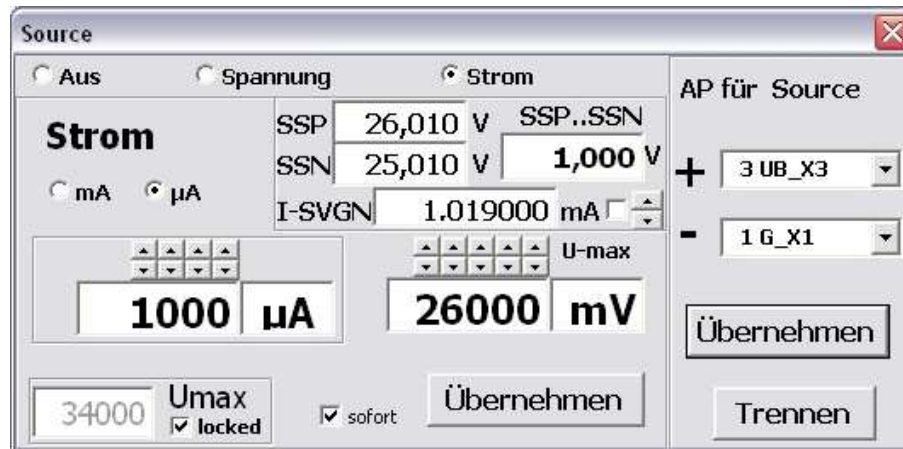 Source
Aus Spannung Strom
AP für Source
Strom
SSP 26,010 V SSP..SSN
SSN 25,010 V 1,000 V
mA µA
I-SVGN 1.019000 mA
+ 3 UB_X3
- 1 G_X1
U-max
1000 µA 26000 mV
Übernehmen
34000 Umax
locked
sofort Übernehmen
Trennen